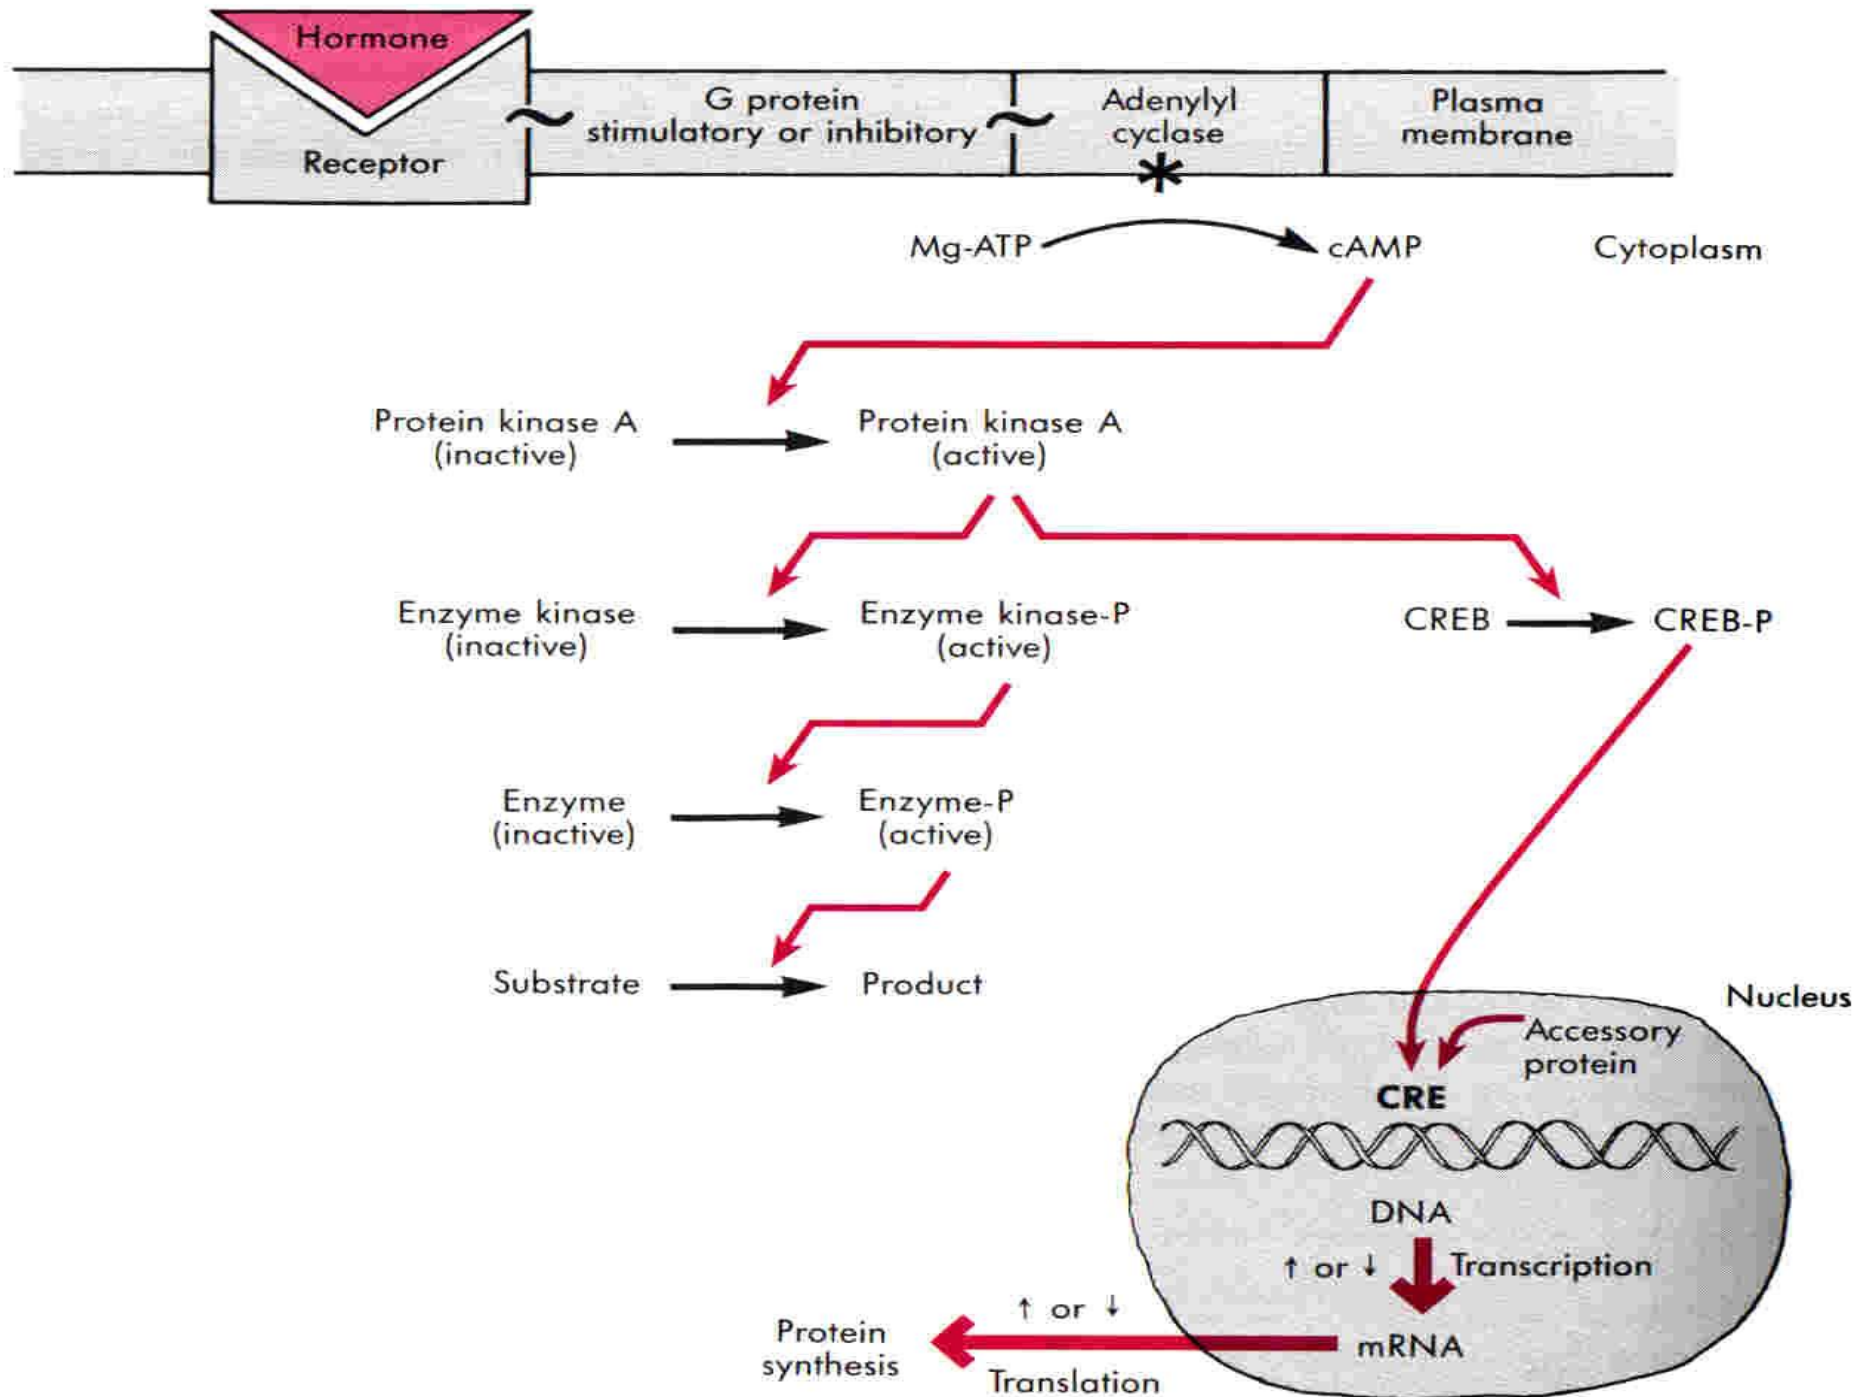 Hormone
Receptor
G protein
stimulatory or inhibitory
Adenylyl
cyclase
*
Plasma
membrane
Mg-ATP
cAMP
Cytoplasm
Protein kinase A
(inactive)
Protein kinase A
(active)
Enzyme kinase
(inactive)
Enzyme kinase-P
(active)
CREB
CREB-P
Enzyme
(inactive)
Enzyme-P
(active)
Substrate
Product
Nucleus
Accessory
protein
CRE
DNA
↑ or ↓
Transcription
mRNA
↑ or ↓
Translation
Protein
synthesis